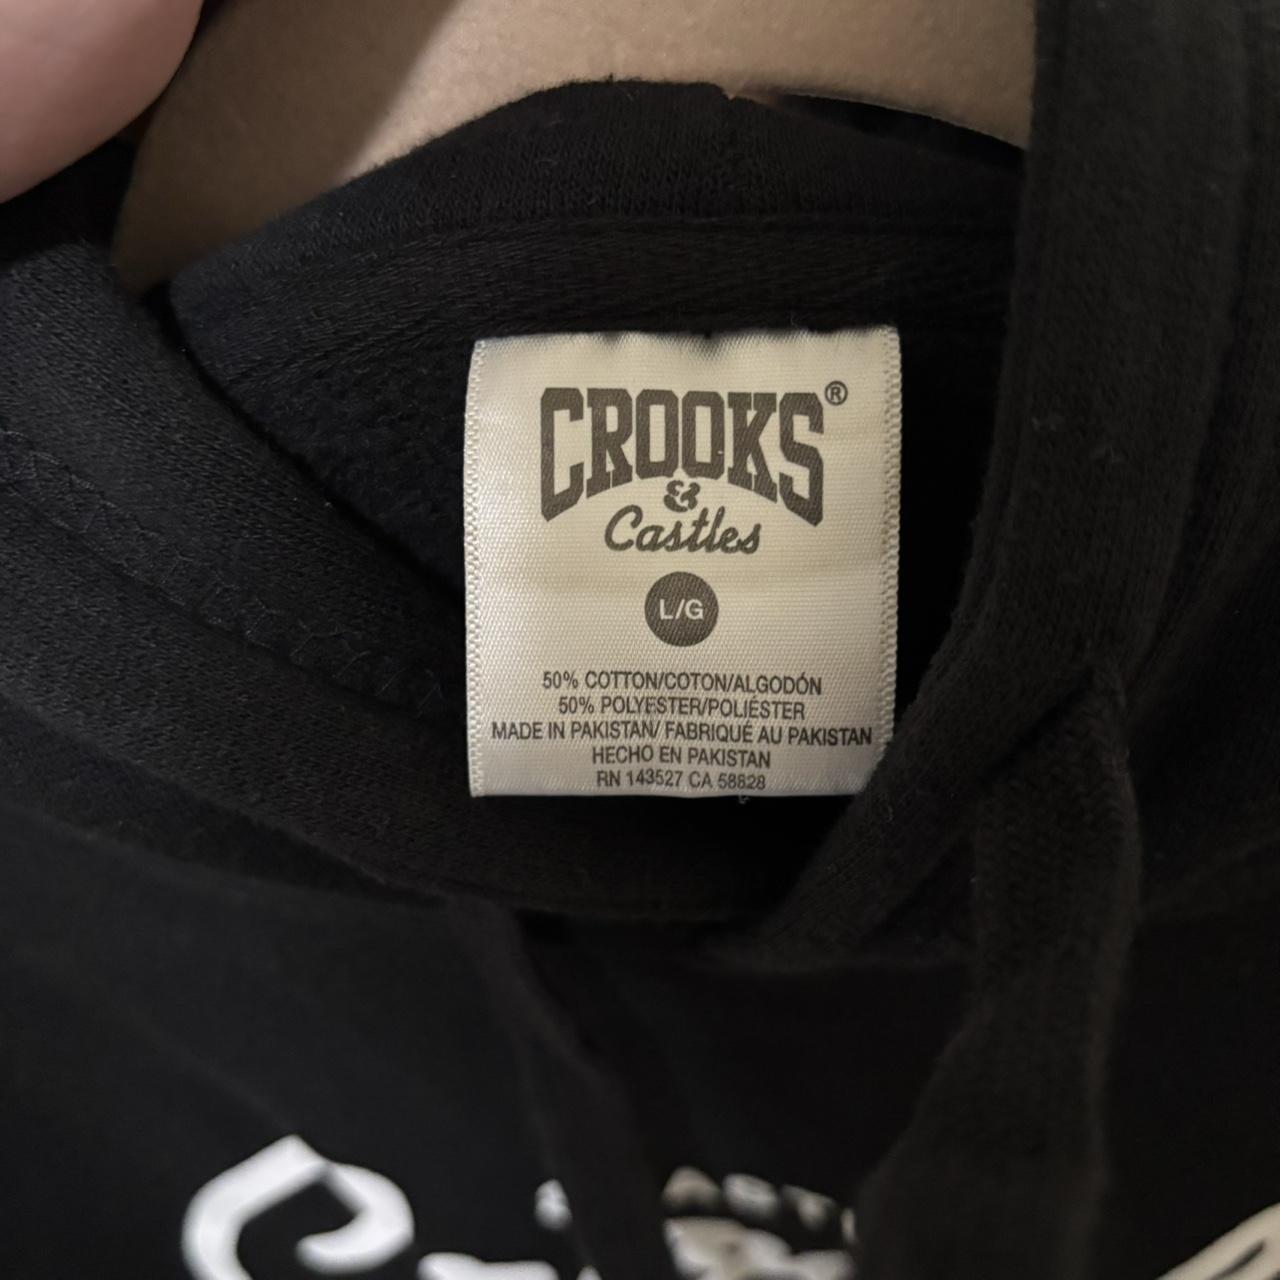 CROOKS®
&
Castles
L/G
50% COTTON/COTON/ALGODÓN
50% POLYESTER/POLIÉSTER
MADE IN PAKISTAN/ FABRIQUÉ AU PAKISTAN
HECHO EN PAKISTAN
RN 143527 CA 58828